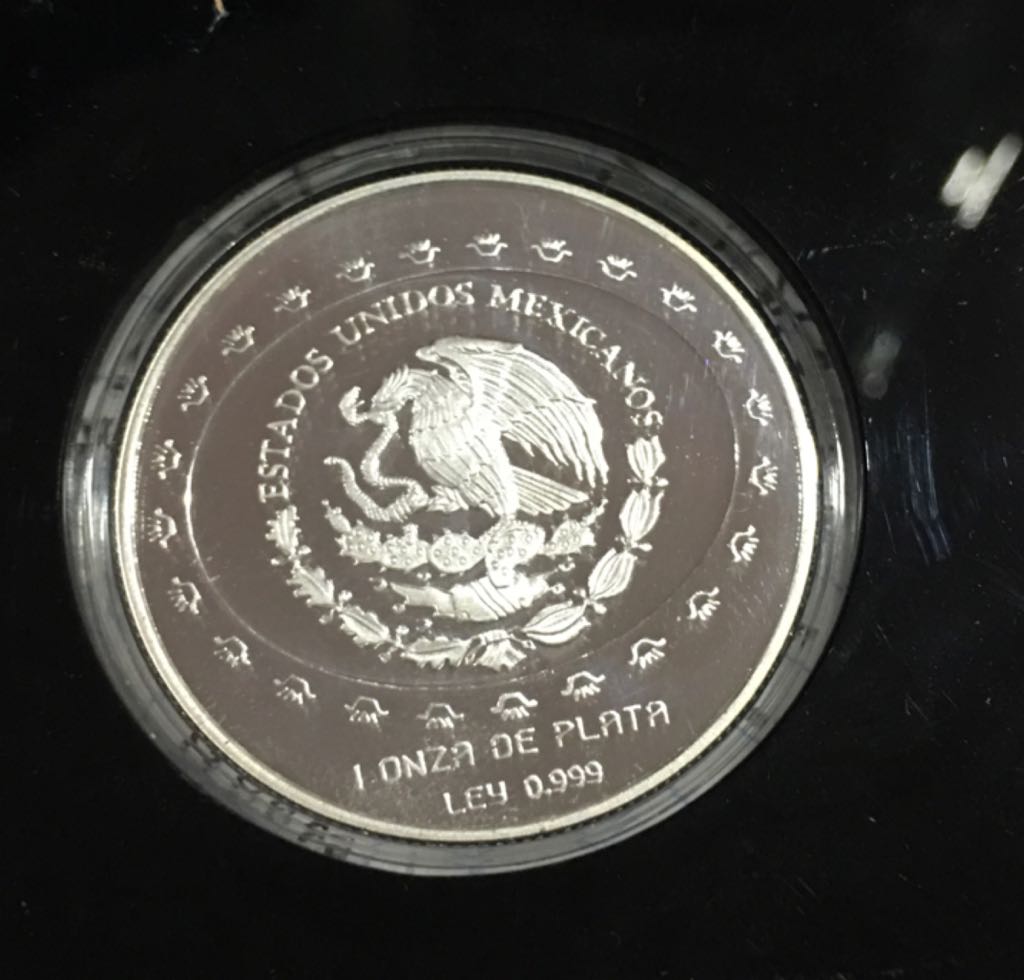 ESTADOS UNIDOS MEXICANOS
1 ONZA DE PLATA
LEY 0.999